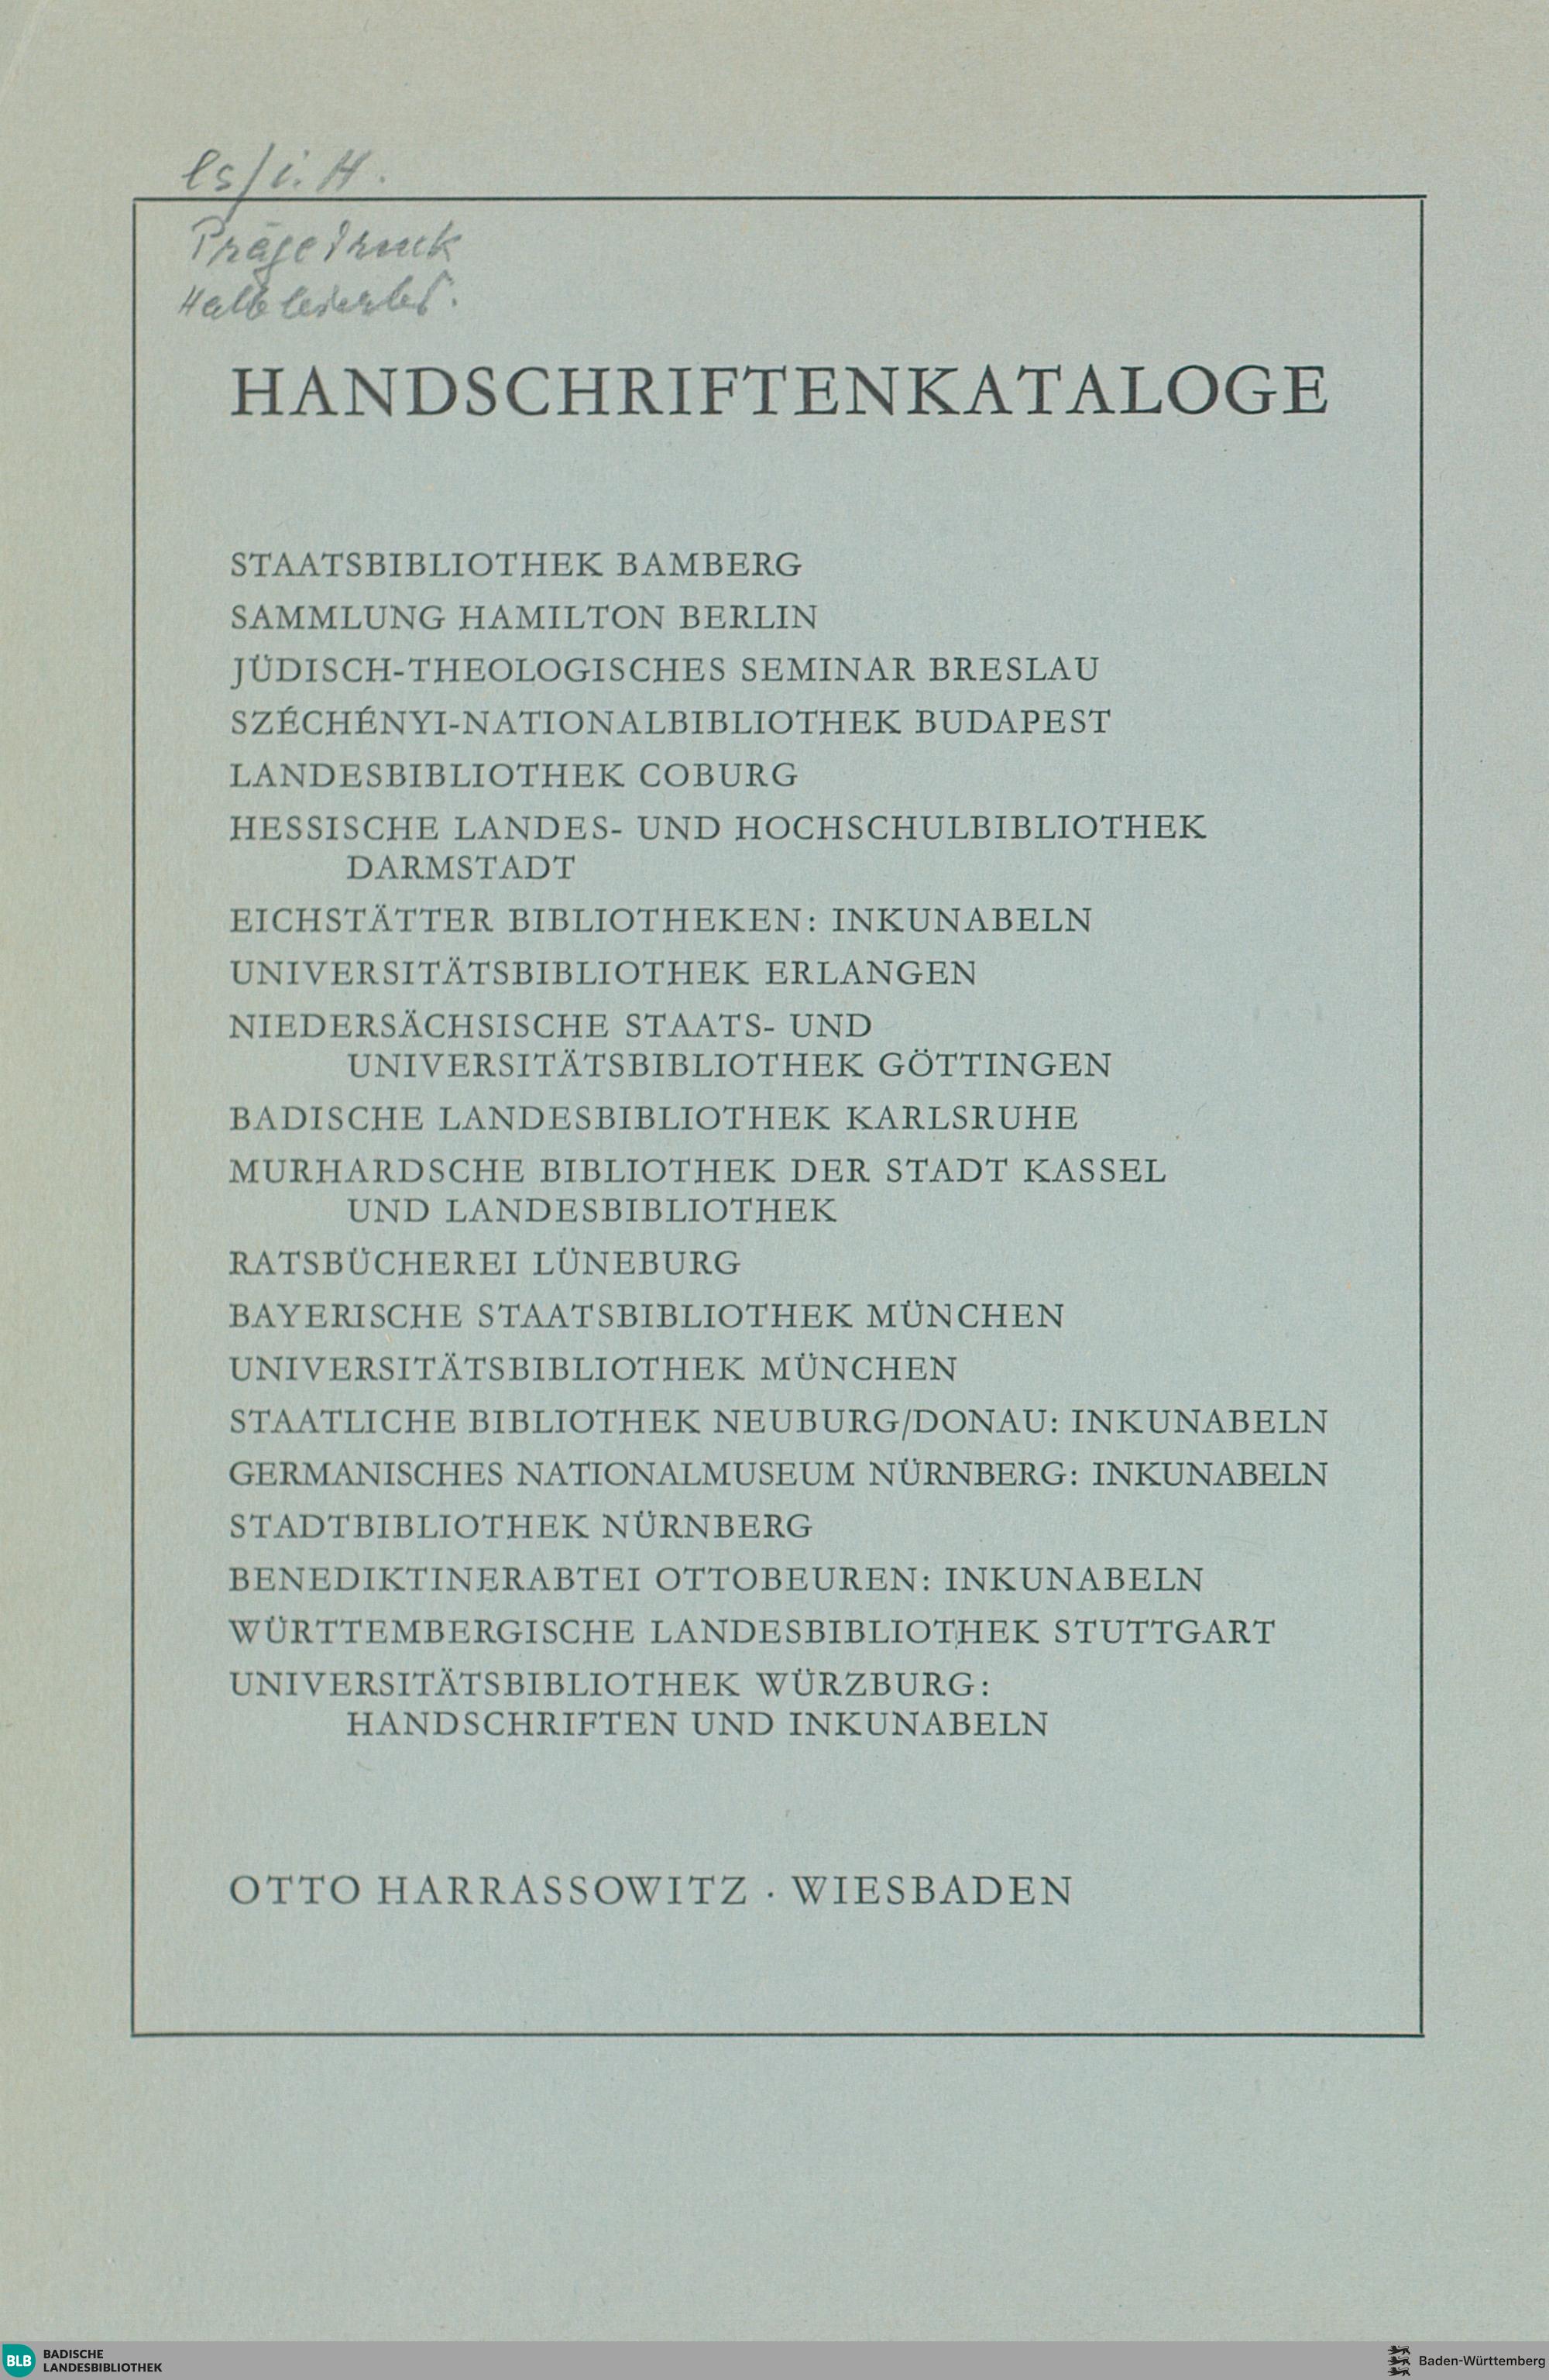 Prägedruck
HANDSCHRIFTENKATALOGE
STAATSBIBLIOTHEK BAMBERG
SAMMLUNG HAMILTON BERLIN
JÜDISCH-THEOLOGISCHES SEMINAR BRESLAU
SZÉCHÉNYI-NATIONALBIBLIOTHEK BUDAPEST
LANDESBIBLIOTHEK COBURG
HESSISCHE LANDES- UND HOCHSCHULBIBLIOTHEK
DARMSTADT
EICHSTÄTTER BIBLIOTHEKEN: INKUNABELN
UNIVERSITÄTSBIBLIOTHEK ERLANGEN
NIEDERSÄCHSISCHE STAATS- UND
UNIVERSITÄTSBIBLIOTHEK GÖTTINGEN
BADISCHE LANDESBIBLIOTHEK KARLSRUHE
MURHARDSCHE BIBLIOTHEK DER STADT KASSEL
UND LANDESBIBLIOTHEK
RATSBÜCHEREI LÜNEBURG
BAYERISCHE STAATSBIBLIOTHEK MÜNCHEN
UNIVERSITÄTSBIBLIOTHEK MÜNCHEN
STAATLICHE BIBLIOTHEK NEUBURG/DONAU: INKUNABELN
GERMANISCHES NATIONALMUSEUM NÜRNBERG: INKUNABELN
STADTBIBLIOTHEK NÜRNBERG
BENEDIKTINERABTEI OTTOBEUREN: INKUNABELN
WÜRTTEMBERGISCHE LANDESBIBLIOTHEK STUTTGART
UNIVERSITÄTSBIBLIOTHEK WÜRZBURG:
HANDSCHRIFTEN UND INKUNABELN
OTTO HARRASSOWITZ · WIESBADEN
BLB BADISCHE
LANDESBIBLIOTHEK
Baden-Württemberg